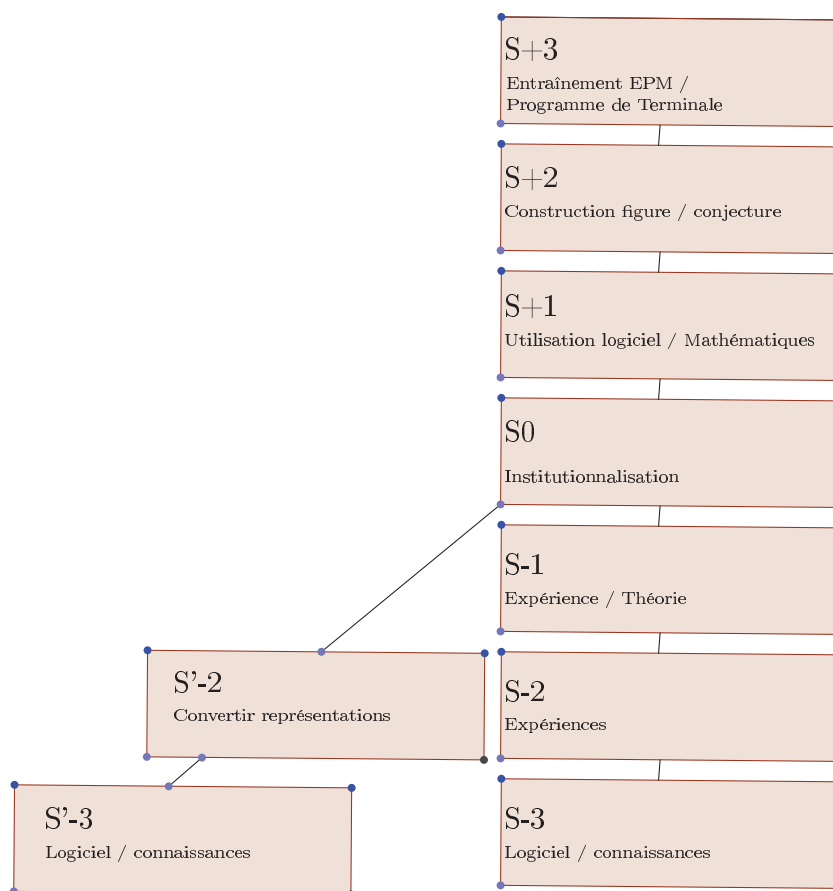 S+3
Entraînement EPM /
Programme de Terminale
S+2
Construction figure / conjecture
S+1
Utilisation logiciel / Mathématiques
S0
Institutionnalisation
S-1
Expérience / Théorie
S'-2
Convertir représentations
S-2
Expériences
S'-3
Logiciel / connaissances
S-3
Logiciel / connaissances